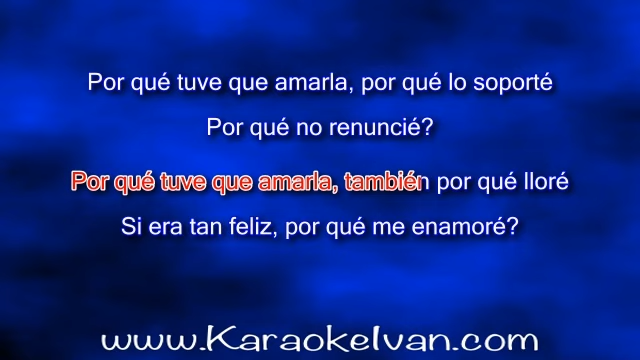 Por qué tuve que amarla, por qué lo soporté
Por qué no renuncié?
Por qué tuve que amarla, también por qué lloré
Si era tan feliz, por qué me enamoré?
www.KaraokeIvan.com